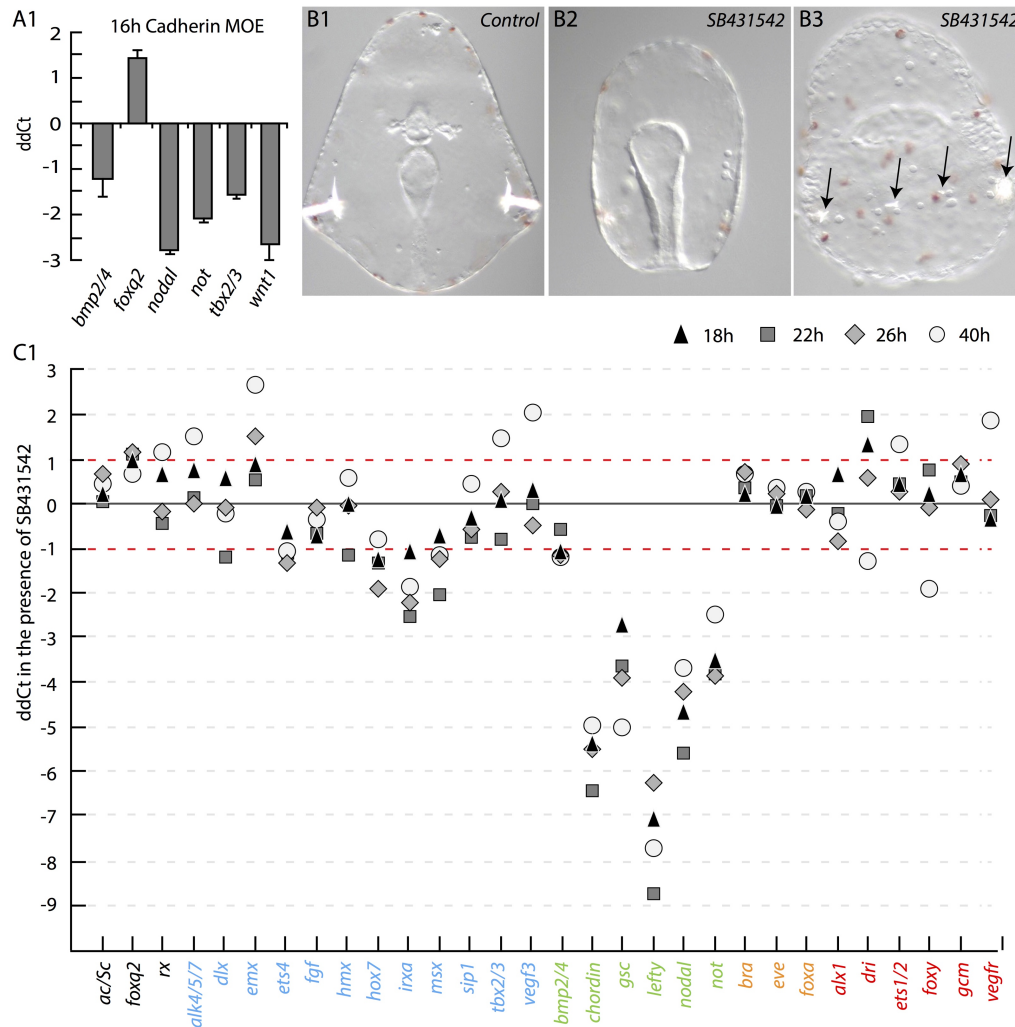 A1
16h Cadherin MOE
2
1
0
-1
-2
-3
ddCt
bmp2/4 foxq2 nodal not tbx2/3 wnt1
B1 Control
B2 SB431542
B3 SB431542
18h 22h 26h 40h
C1
3
2
1
0
-1
-2
-3
-4
-5
-6
-7
-8
-9
ddCt in the presence of SB431542
ac/Sc foxq2 rx alk4/5/7 dlx emx ets4 fgf hmx hox7 irxa msx sip1 tbx2/3 vegf3 bmp2/4 chordin gsc lefty nodal not bra eve foxa alx1 dri ets1/2 foxy gcm vegfr